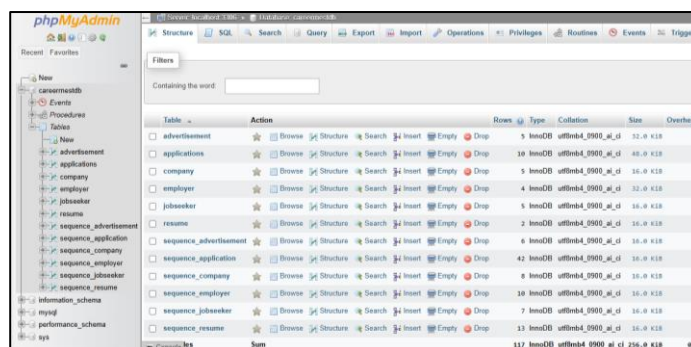 phpMyAdmin
Recent Favorites
New
careernestdb
Events
Procedures
Tables
New
advertisement
applications
company
employer
jobseeker
resume
sequence_advertisement
sequence_application
sequence_company
sequence_employer
sequence_jobseeker
sequence_resume
information_schema
mysql
performance_schema
sys
Server: localhost:3306 » Database: careernestdb
Structure SQL Search Query Export Import Operations Privileges Routines Events Trigge
Filters
Containing the word:
Table Action Rows Type Collation Size Overhe
advertisement Browse Structure Search Insert Empty Drop 5 InnoDB utf8mb4_0900_ai_ci 32.0 KiB
applications Browse Structure Search Insert Empty Drop 10 InnoDB utf8mb4_0900_ai_ci 48.0 KiB
company Browse Structure Search Insert Empty Drop 5 InnoDB utf8mb4_0900_ai_ci 16.0 KiB
employer Browse Structure Search Insert Empty Drop 4 InnoDB utf8mb4_0900_ai_ci 32.0 KiB
jobseeker Browse Structure Search Insert Empty Drop 5 InnoDB utf8mb4_0900_ai_ci 16.0 KiB
resume Browse Structure Search Insert Empty Drop 2 InnoDB utf8mb4_0900_ai_ci 16.0 KiB
sequence_advertisement Browse Structure Search Insert Empty Drop 6 InnoDB utf8mb4_0900_ai_ci 16.0 KiB
sequence_application Browse Structure Search Insert Empty Drop 42 InnoDB utf8mb4_0900_ai_ci 16.0 KiB
sequence_company Browse Structure Search Insert Empty Drop 8 InnoDB utf8mb4_0900_ai_ci 16.0 KiB
sequence_employer Browse Structure Search Insert Empty Drop 10 InnoDB utf8mb4_0900_ai_ci 16.0 KiB
sequence_jobseeker Browse Structure Search Insert Empty Drop 7 InnoDB utf8mb4_0900_ai_ci 16.0 KiB
sequence_resume Browse Structure Search Insert Empty Drop 13 InnoDB utf8mb4_0900_ai_ci 16.0 KiB
Sum 117 InnoDB utf8mb4_0900_ai_ci 256.0 KiB